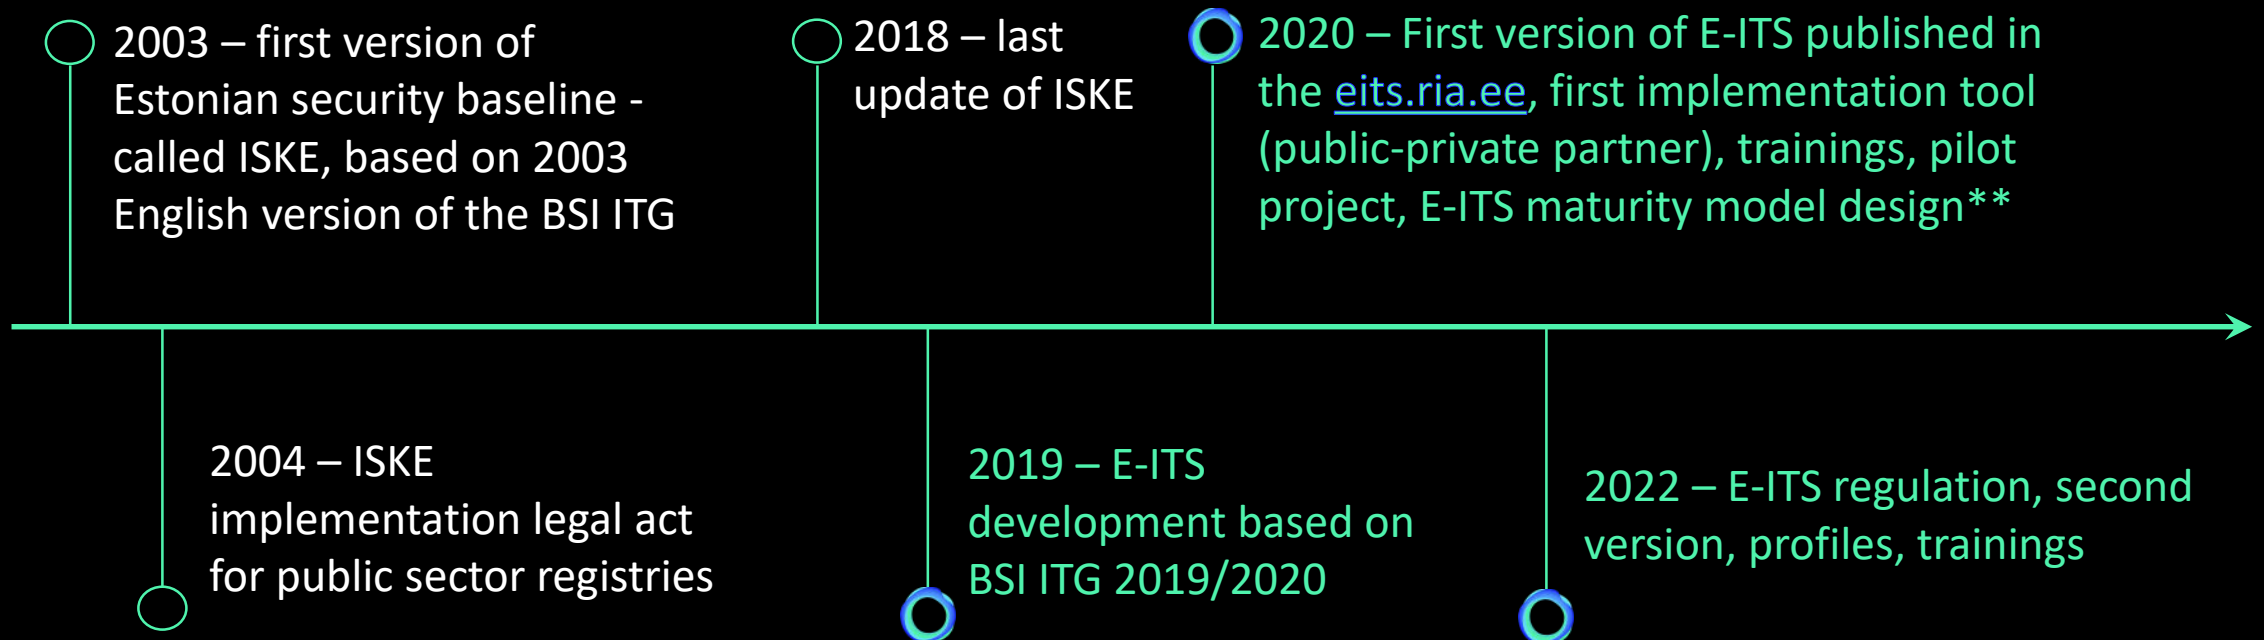 2003 – first version of
Estonian security baseline -
called ISKE, based on 2003
English version of the BSI ITG
2018 – last
update of ISKE
2020 – First version of E-ITS published in
the eits.ria.ee, first implementation tool
(public-private partner), trainings, pilot
project, E-ITS maturity model design**
2004 – ISKE
implementation legal act
for public sector registries
2019 – E-ITS
development based on
BSI ITG 2019/2020
2022 – E-ITS regulation, second
version, profiles, trainings